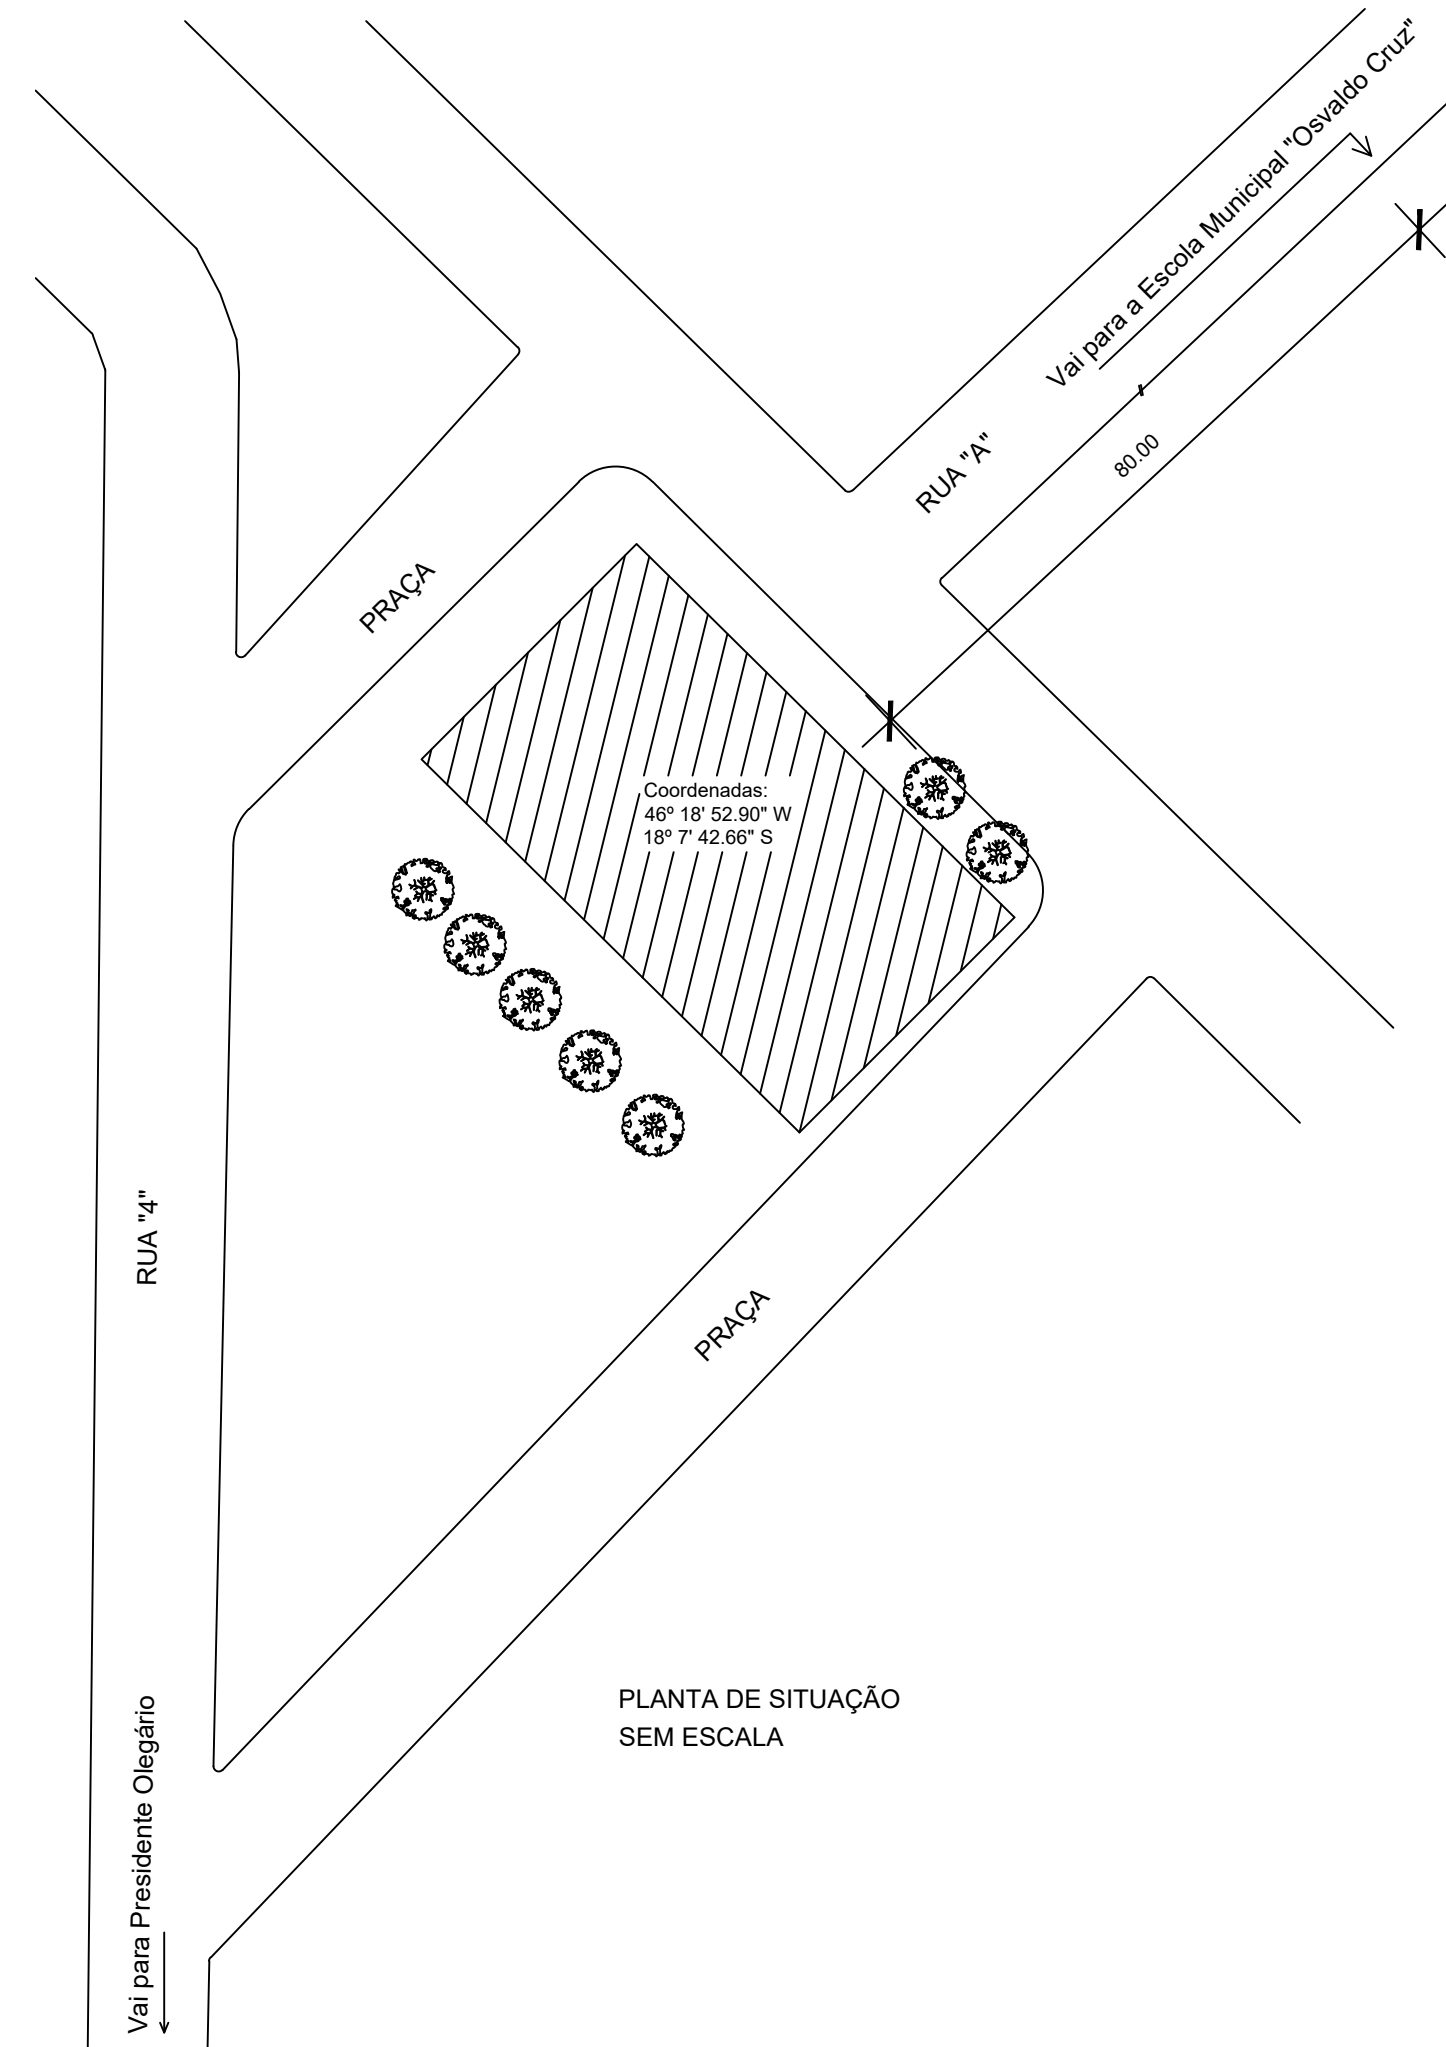 Vai para a Escola Municipal "Osvaldo Cruz"
RUA "A"
80.00
PRAÇA
Coordenadas:
46º 18' 52.90" W
18º 7' 42.66" S
RUA "4"
PRAÇA
PLANTA DE SITUAÇÃO
SEM ESCALA
Vai para Presidente Olegário